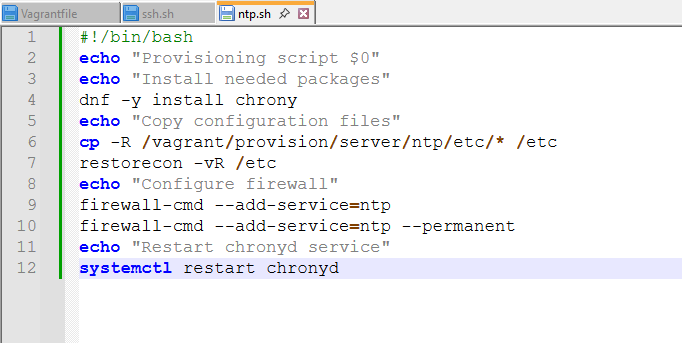 Vagrantfile ssh.sh ntp.sh
1 #!/bin/bash
2 echo "Provisioning script $0"
3 echo "Install needed packages"
4 dnf -y install chrony
5 echo "Copy configuration files"
6 cp -R /vagrant/provision/server/ntp/etc/* /etc
7 restorecon -vR /etc
8 echo "Configure firewall"
9 firewall-cmd --add-service=ntp
10 firewall-cmd --add-service=ntp --permanent
11 echo "Restart chronyd service"
12 systemctl restart chronyd